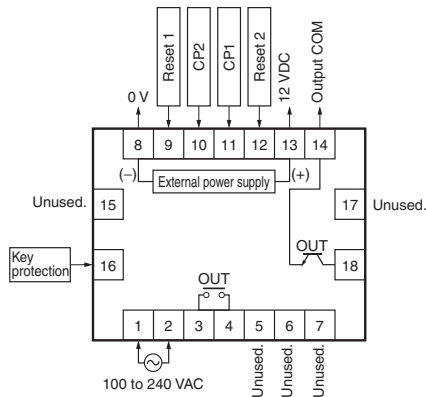 0 V
Reset 1
CP2
CP1
Reset 2
12 VDC
Output COM
8 9 10 11 12 13 14
(−) External power supply (+)
Unused. 15
17 Unused.
Key
protection
16
OUT
18
OUT
1 2 3 4 5 6 7
100 to 240 VAC
Unused.
Unused.
Unused.